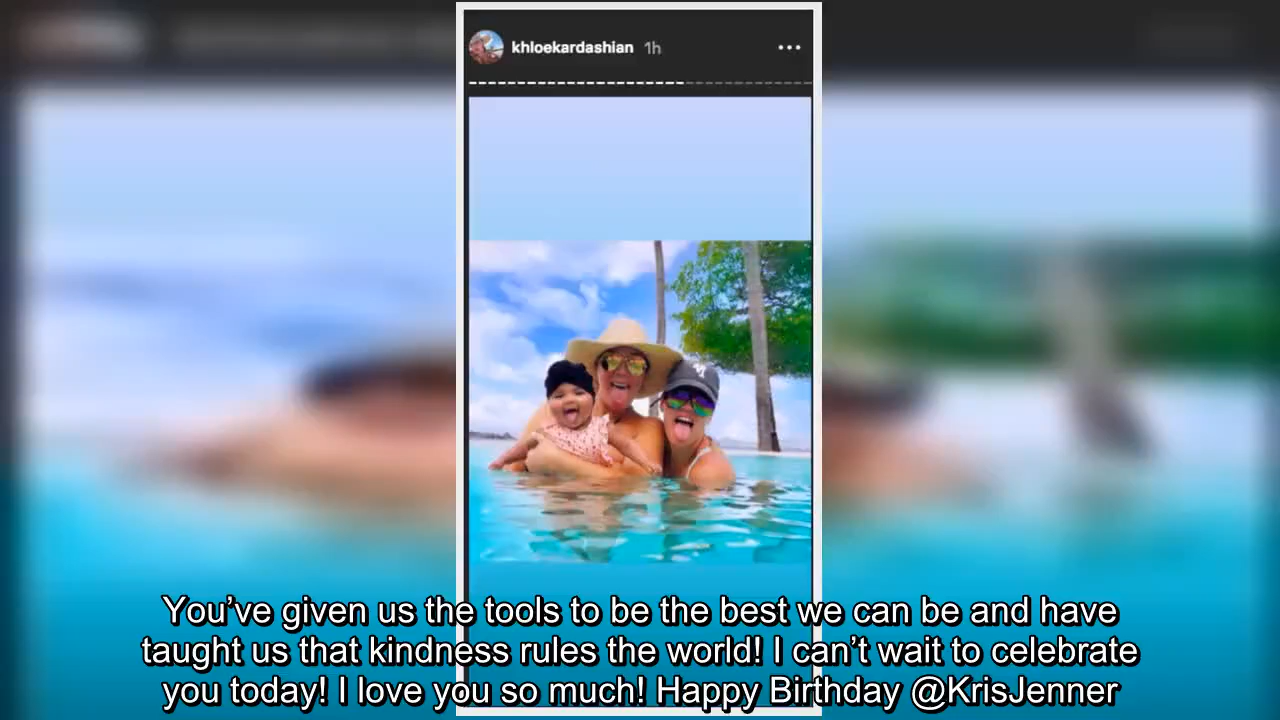 khloekardashian 1h
You’ve given us the tools to be the best we can be and have
taught us that kindness rules the world! I can’t wait to celebrate
you today! I love you so much! Happy Birthday @KrisJenner